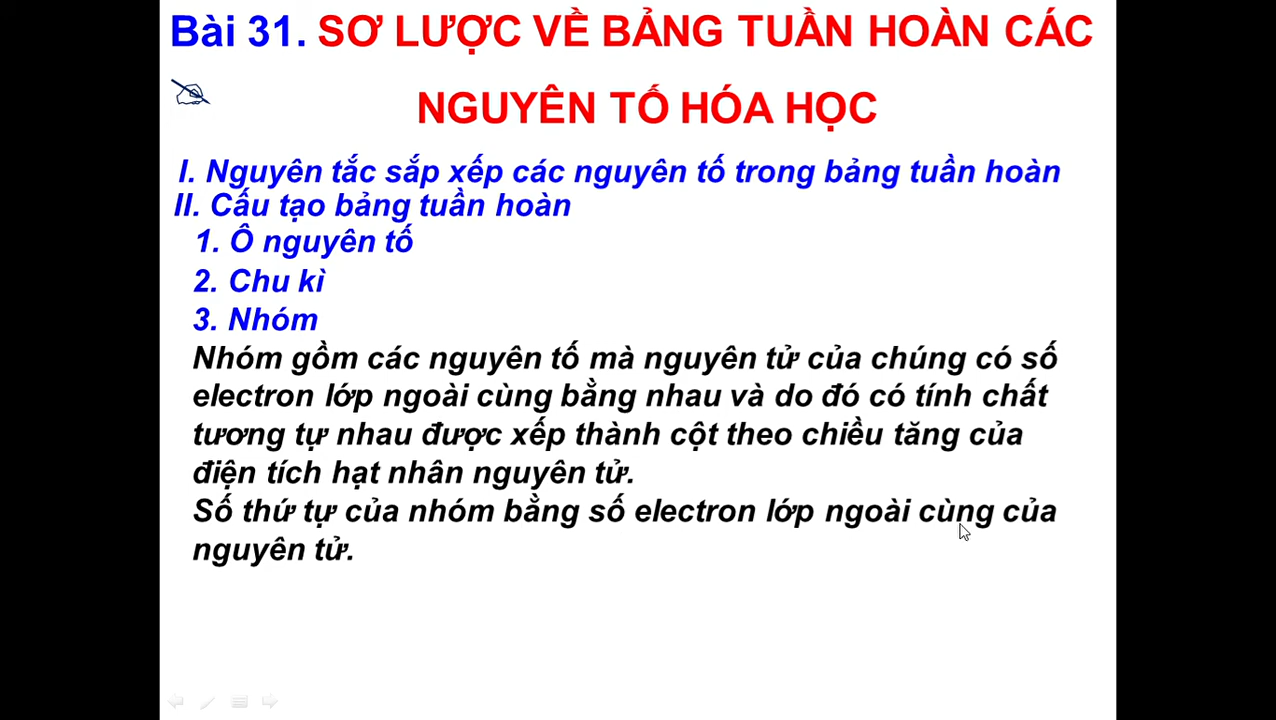 Bài 31. SƠ LƯỢC VỀ BẢNG TUẦN HOÀN CÁC
NGUYÊN TỐ HÓA HỌC
I. Nguyên tắc sắp xếp các nguyên tố trong bảng tuần hoàn
II. Cấu tạo bảng tuần hoàn
1. Ô nguyên tố
2. Chu kì
3. Nhóm
Nhóm gồm các nguyên tố mà nguyên tử của chúng có số
electron lớp ngoài cùng bằng nhau và do đó có tính chất
tương tự nhau được xếp thành cột theo chiều tăng của
điện tích hạt nhân nguyên tử.
Số thứ tự của nhóm bằng số electron lớp ngoài cùng của
nguyên tử.